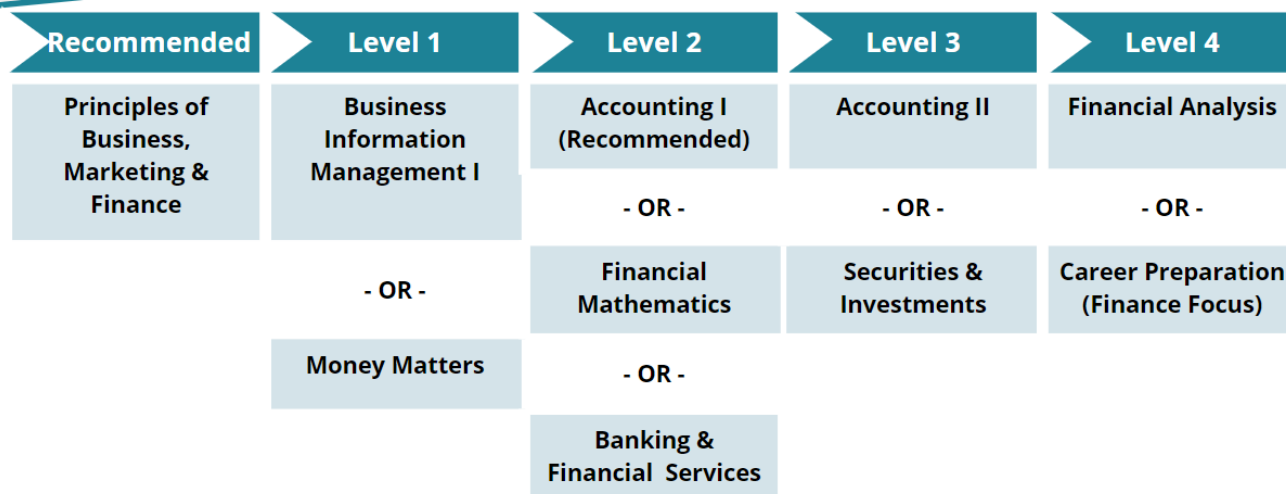 Recommended
Level 1
Level 2
Level 3
Level 4
Principles of
Business,
Marketing &
Finance
Business
Information
Management I
- OR -
Money Matters
Accounting I
(Recommended)
- OR -
Financial
Mathematics
- OR -
Banking &
Financial Services
Accounting II
- OR -
Securities &
Investments
Financial Analysis
- OR -
Career Preparation
(Finance Focus)